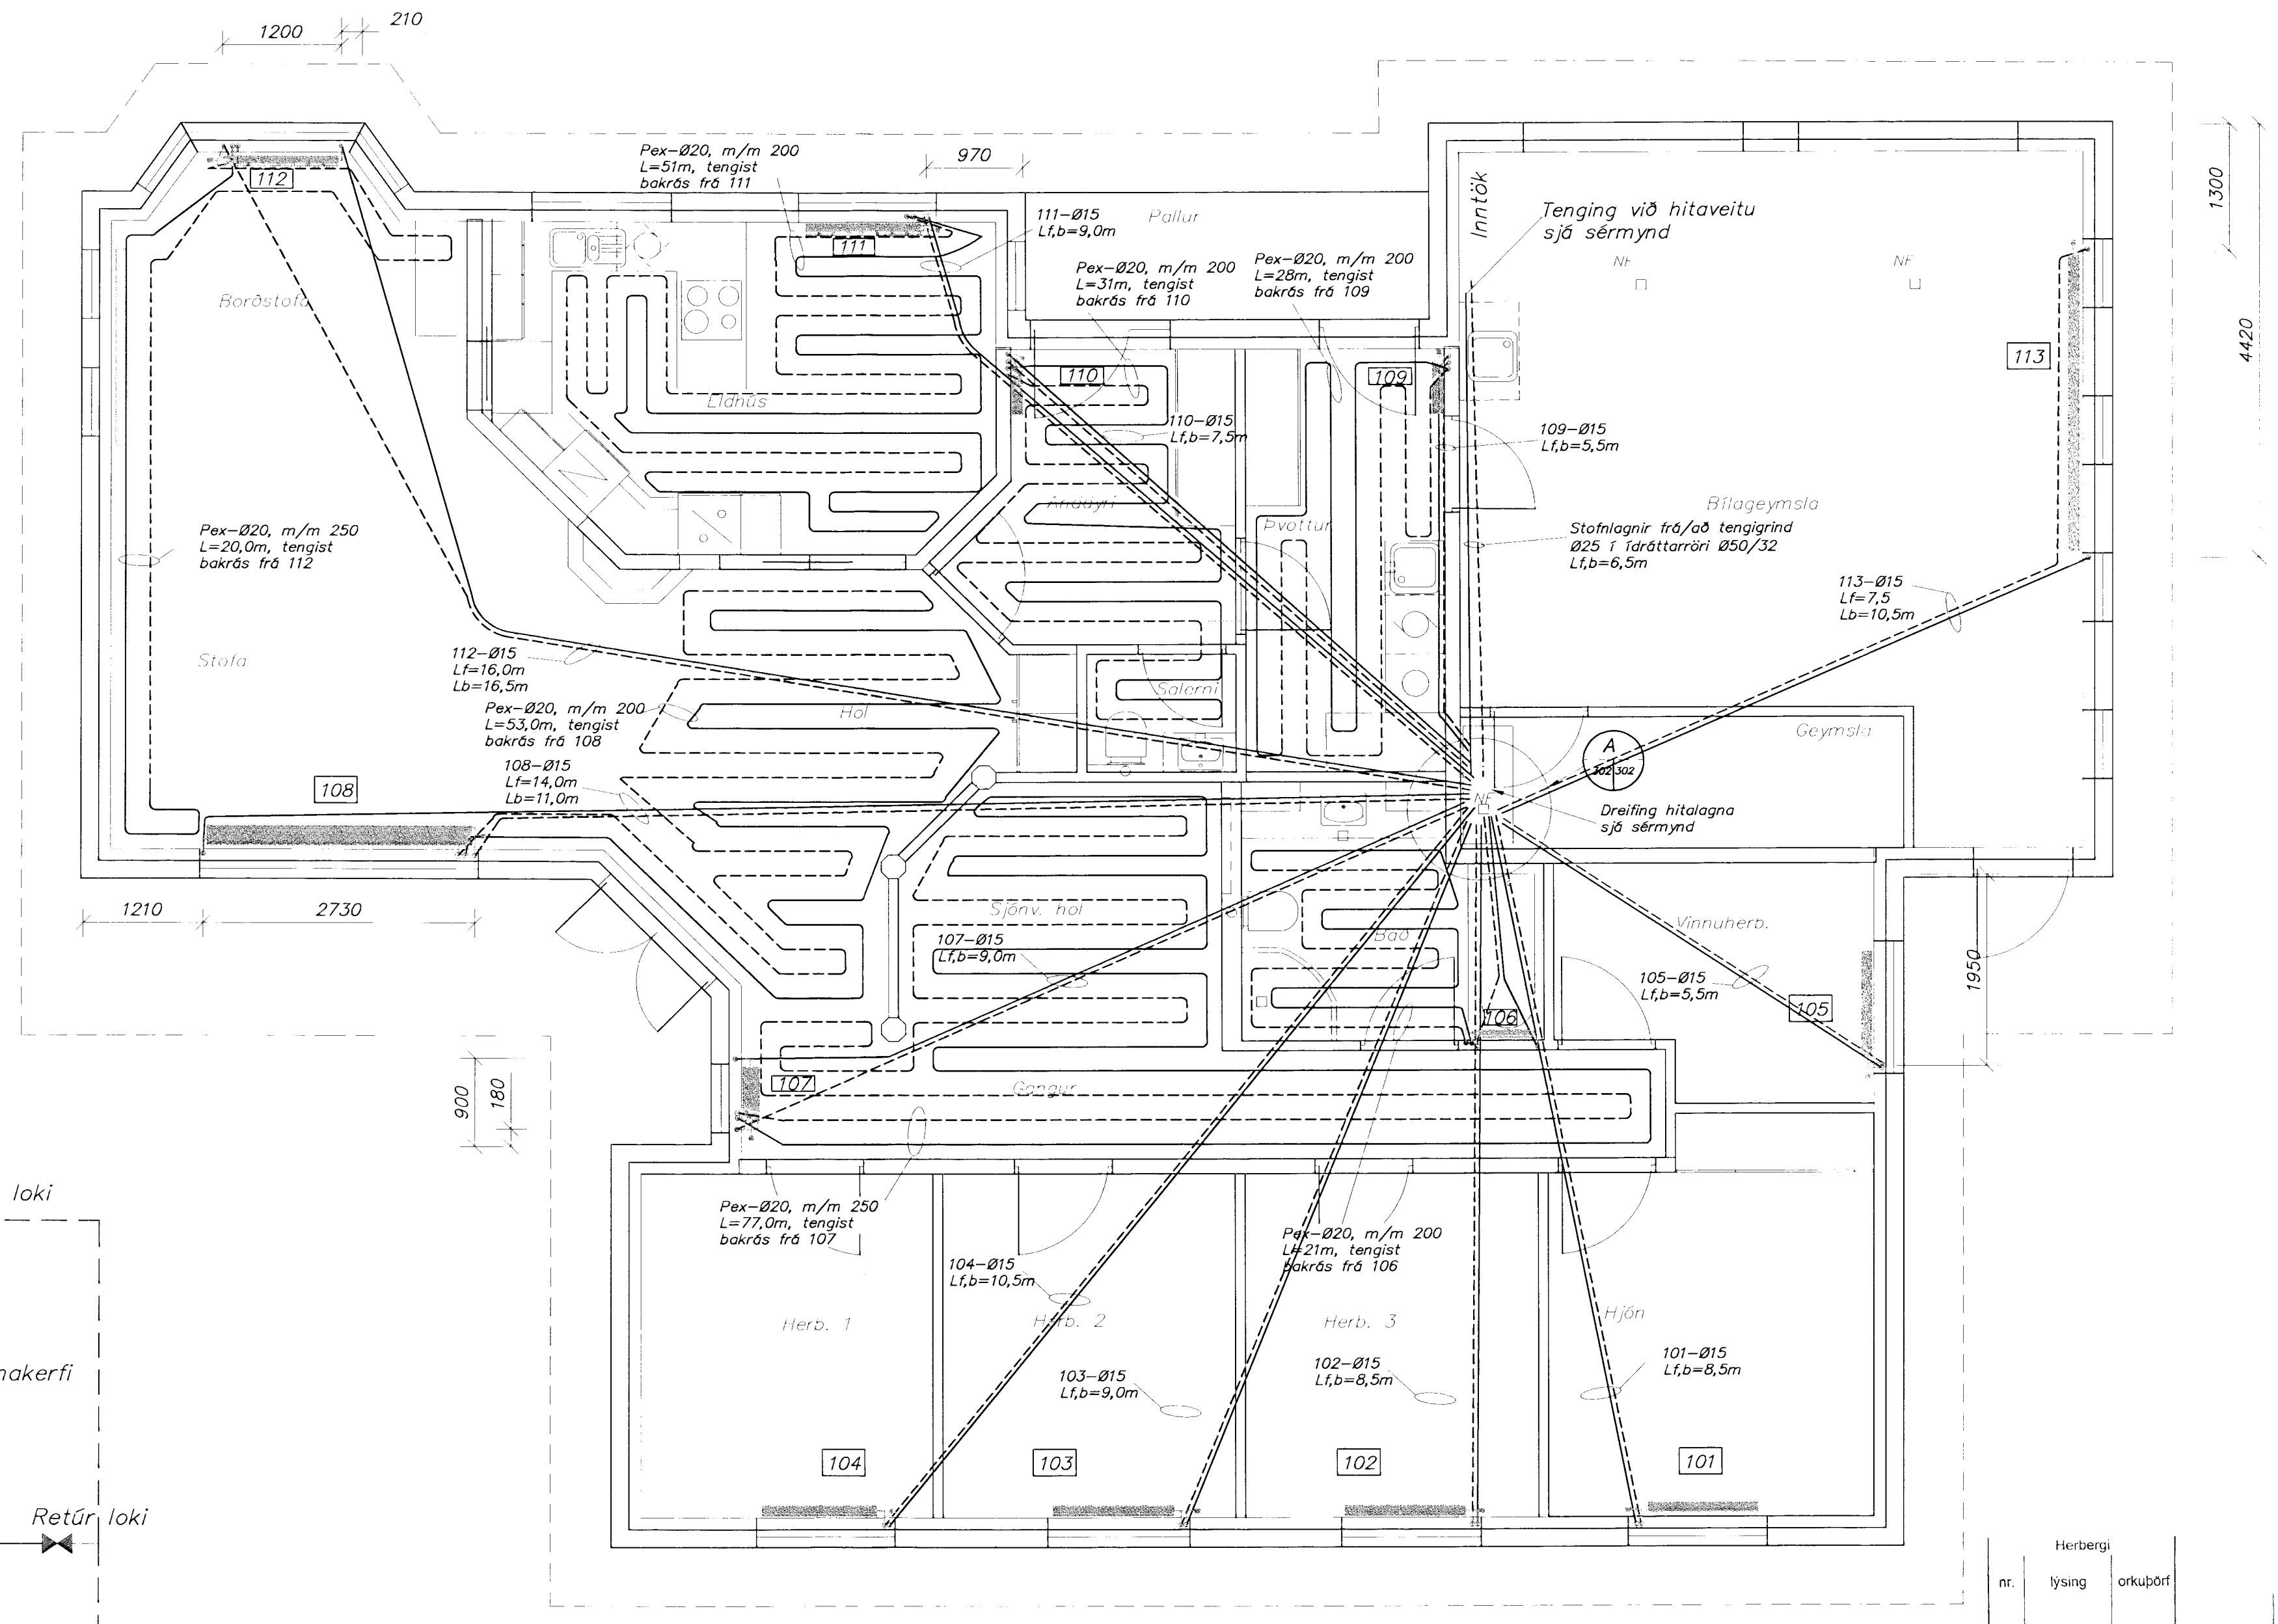 1200
210
Pex-Ø20, m/m 200
L=51m, tengist
bakrás frá 111
970
112
111
111-Ø15
Lf,b=9,0m
Pallur
Inntök
Tenging við hitaveitu
sjá sérmynd
NF
NF
1300
4420
Pex-Ø20, m/m 200
L=31m, tengist
bakrás frá 110
Pex-Ø20, m/m 200
L=28m, tengist
bakrás frá 109
Borðstofa
Eldhús
110
109
113
110-Ø15
Lf,b=7,5m
109-Ø15
Lf,b=5,5m
Anddyri
Þvottur
Bílageymsla
Stofnlagnir frá/að tengigrind
Ø25 í ídráttarröri Ø50/32
Lf,b=6,5m
Pex-Ø20, m/m 250
L=20,0m, tengist
bakrás frá 112
113-Ø15
Lf=7,5
Lb=10,5m
Stofa
112-Ø15
Lf=16,0m
Lb=16,5m
Salerni
Pex-Ø20, m/m 200
L=53,0m, tengist
bakrás frá 108
Hol
Geymsla
A
302 302
108-Ø15
Lf=14,0m
Lb=11,0m
108
NF
Dreifing hitalagna
sjá sérmynd
1210
2730
Sjónv. hol
Bað
Vinnuherb.
107-Ø15
Lf,b=9,0m
105-Ø15
Lf,b=5,5m
1950
105
106
107
Gangur
900
180
Pex-Ø20, m/m 250
L=77,0m, tengist
bakrás frá 107
Pex-Ø20, m/m 200
L=21m, tengist
bakrás frá 106
104-Ø15
Lf,b=10,5m
Herb. 1
Herb. 2
Herb. 3
Hjón
103-Ø15
Lf,b=9,0m
102-Ø15
Lf,b=8,5m
101-Ø15
Lf,b=8,5m
104
103
102
101
loki
nakerfi
Retúr loki
Herbergi
nr.
lýsing
orkuþörf